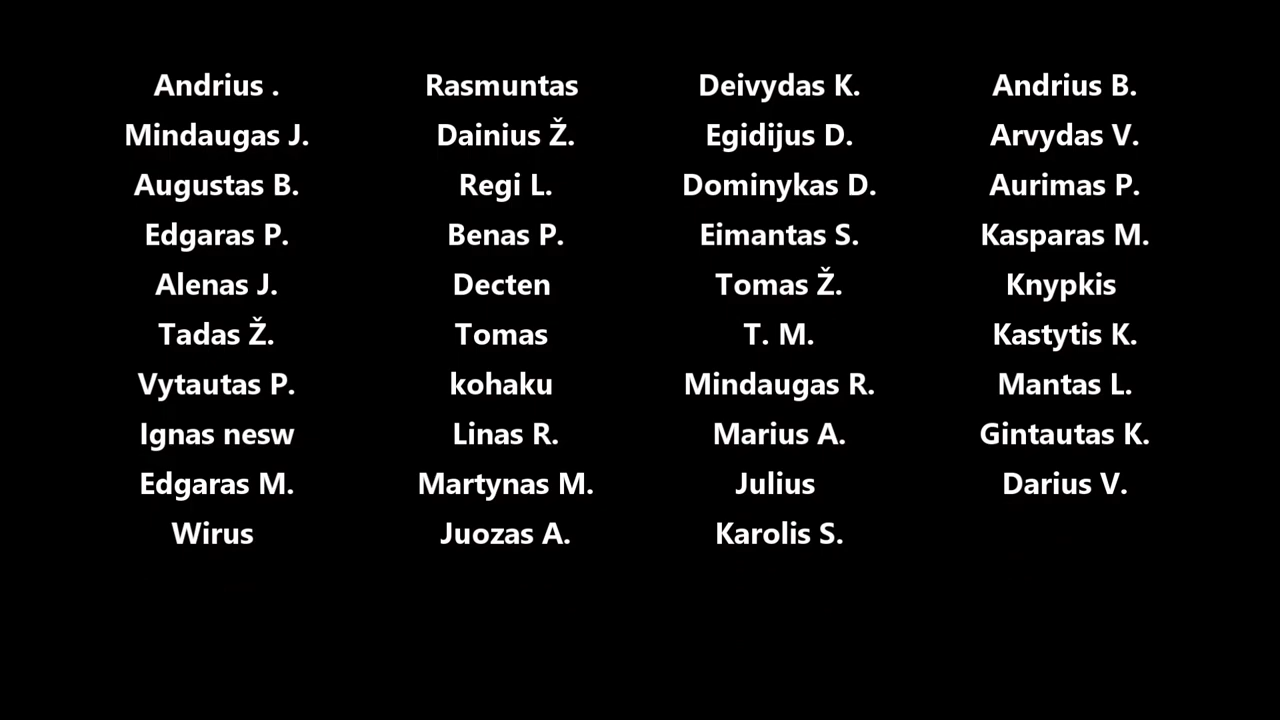 Andrius . Rasmuntas Deivydas K. Andrius B.
Mindaugas J. Dainius Ž. Egidijus D. Arvydas V.
Augustas B. Regi L. Dominykas D. Aurimas P.
Edgaras P. Benas P. Eimantas S. Kasparas M.
Alenas J. Decten Tomas Ž. Knypkis
Tadas Ž. Tomas T. M. Kastytis K.
Vytautas P. kohaku Mindaugas R. Mantas L.
Ignas nesw Linas R. Marius A. Gintautas K.
Edgaras M. Martynas M. Julius Darius V.
Wirus Juozas A. Karolis S.